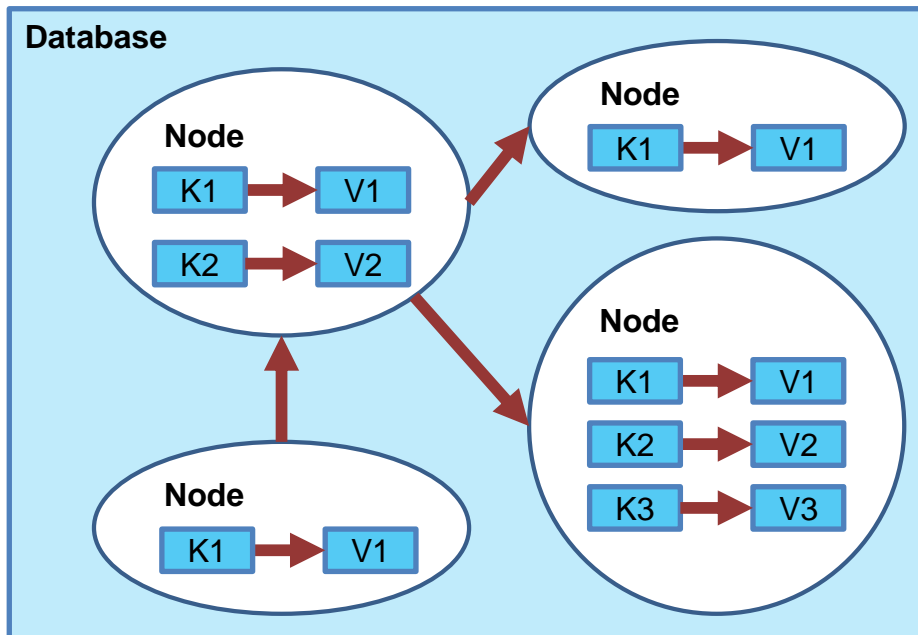 Database
Node
K1 V1
K2 V2
Node
K1 V1
Node
K1 V1
K2 V2
K3 V3
Node
K1 V1